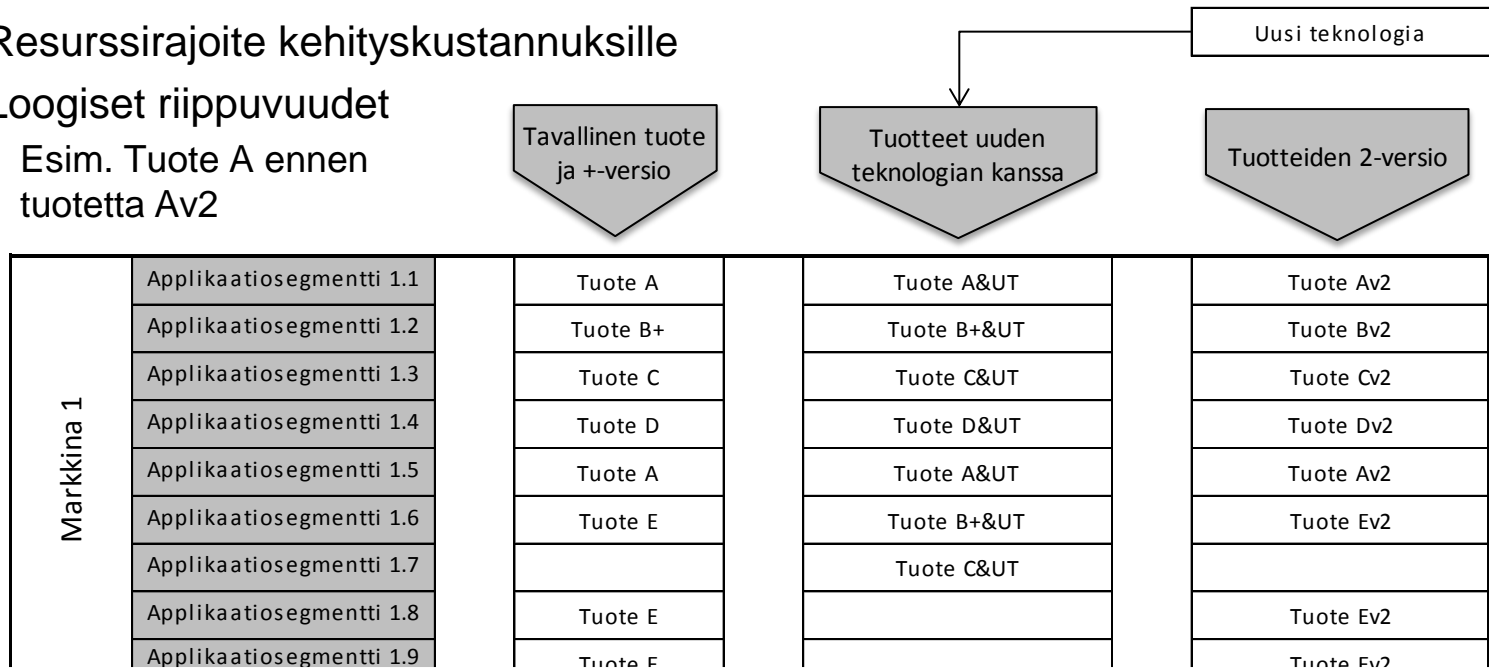 Resurssirajoite kehityskustannuksille
Loogiset riippuvuudet
Esim. Tuote A ennen
tuotetta Av2
Uusi teknologia
Tavallinen tuote
ja +-versio
Tuotteet uuden
teknologian kanssa
Tuotteiden 2-versio
Markkina 1
Applikaatiosegmentti 1.1 Tuote A Tuote A&UT Tuote Av2
Applikaatiosegmentti 1.2 Tuote B+ Tuote B+&UT Tuote Bv2
Applikaatiosegmentti 1.3 Tuote C Tuote C&UT Tuote Cv2
Applikaatiosegmentti 1.4 Tuote D Tuote D&UT Tuote Dv2
Applikaatiosegmentti 1.5 Tuote A Tuote A&UT Tuote Av2
Applikaatiosegmentti 1.6 Tuote E Tuote B+&UT Tuote Ev2
Applikaatiosegmentti 1.7 Tuote C&UT
Applikaatiosegmentti 1.8 Tuote E Tuote Ev2
Applikaatiosegmentti 1.9 Tuote Tuote